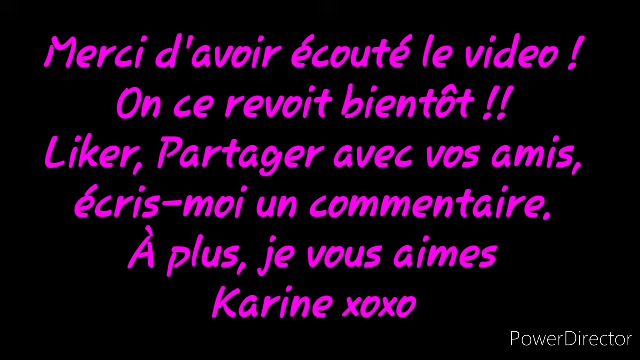 Merci d'avoir écouté le video !
On ce revoit bientôt !!
Liker, Partager avec vos amis,
écris-moi un commentaire.
À plus, je vous aimes
Karine xoxo
PowerDirector